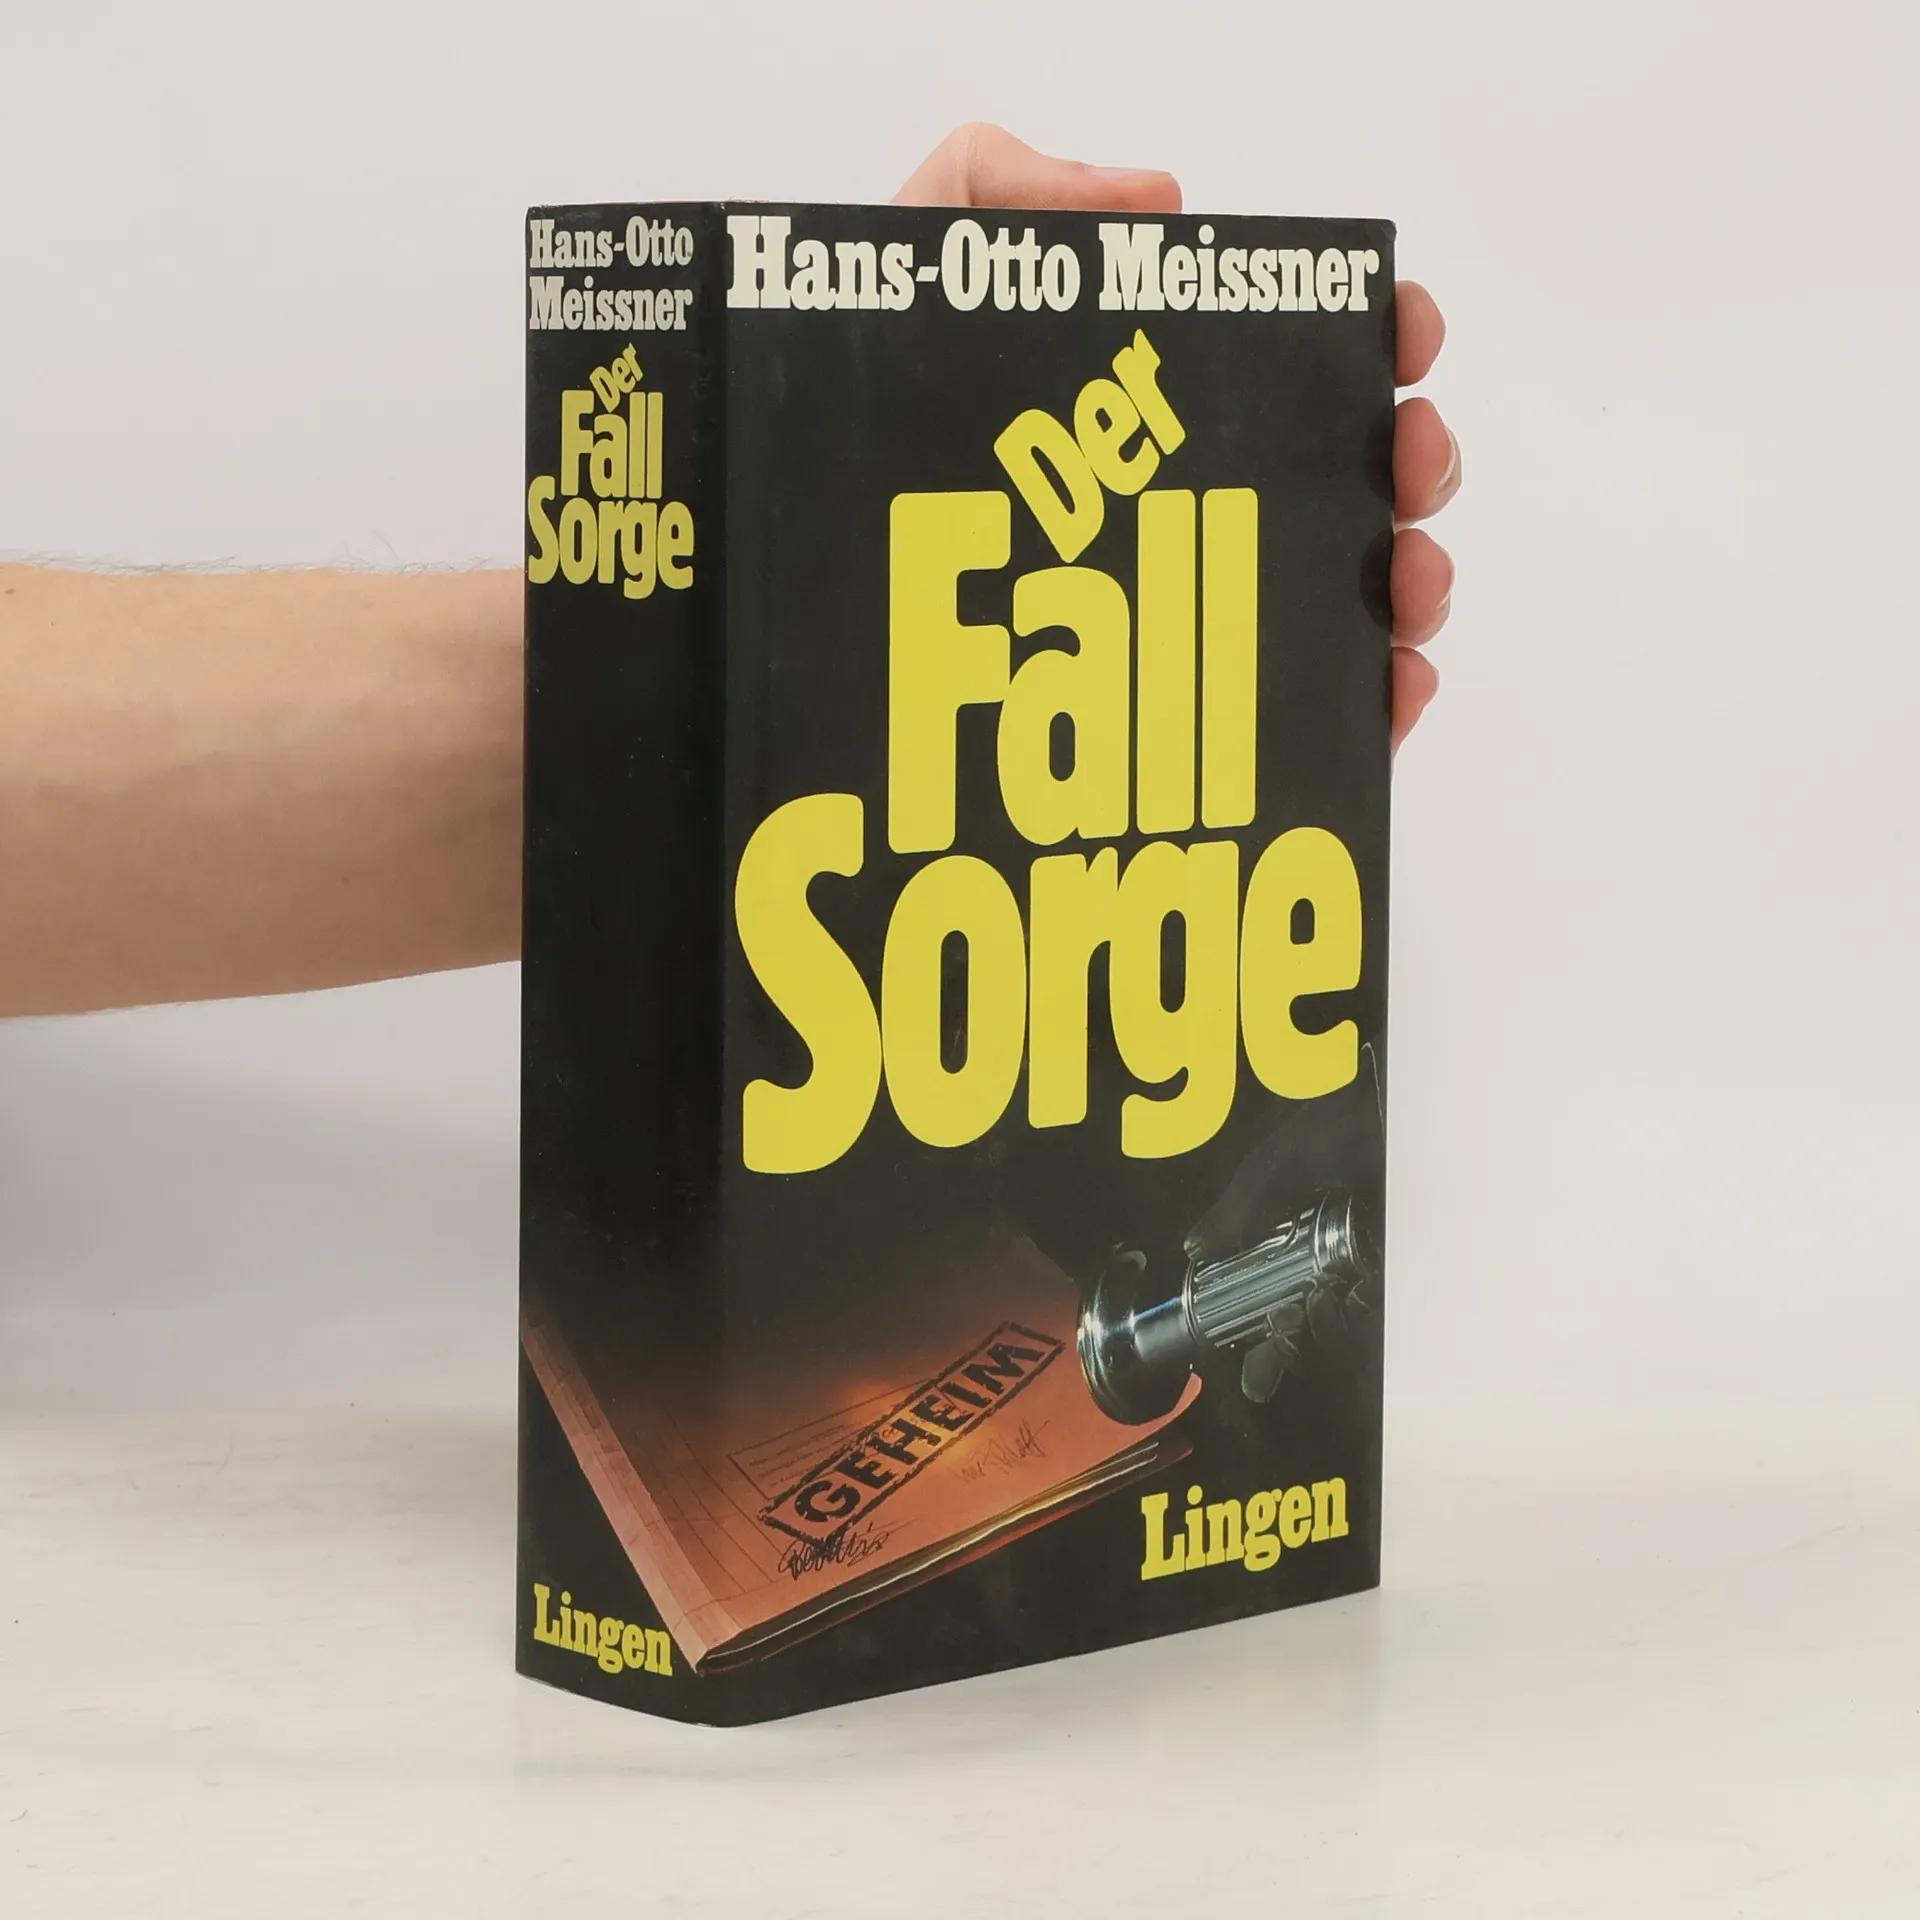 Hans-Otto
Meissner
Der
Fall
Sorge
Lingen
Hans-Otto Meissner
Der
Fall
Sorge
GEHEIM
Lingen